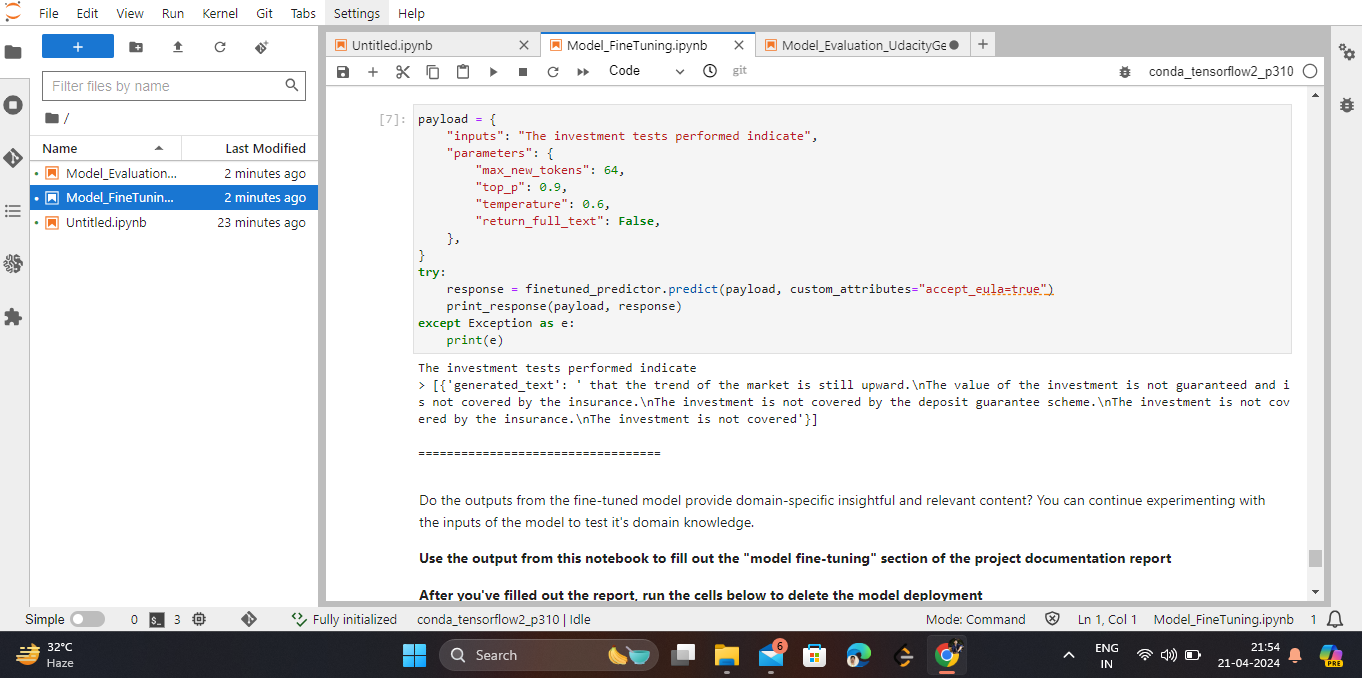 File Edit View Run Kernel Git Tabs Settings Help
+
Filter files by name
/
Name Last Modified
Model_Evaluation... 2 minutes ago
Model_FineTunin... 2 minutes ago
Untitled.ipynb 23 minutes ago
Untitled.ipynb Model_FineTuning.ipynb Model_Evaluation_UdacityGe
Code git conda_tensorflow2_p310
[7]: payload = {
"inputs": "The investment tests performed indicate",
"parameters": {
"max_new_tokens": 64,
"top_p": 0.9,
"temperature": 0.6,
"return_full_text": False,
},
}
try:
response = finetuned_predictor.predict(payload, custom_attributes="accept_eula=true")
print_response(payload, response)
except Exception as e:
print(e)
The investment tests performed indicate
> [{'generated_text': ' that the trend of the market is still upward.\nThe value of the investment is not guaranteed and i
s not covered by the insurance.\nThe investment is not covered by the deposit guarantee scheme.\nThe investment is not cov
ered by the insurance.\nThe investment is not covered'}]
==================================
Do the outputs from the fine-tuned model provide domain-specific insightful and relevant content? You can continue experimenting with
the inputs of the model to test it's domain knowledge.
Use the output from this notebook to fill out the "model fine-tuning" section of the project documentation report
After you've filled out the report, run the cells below to delete the model deployment
Simple 0 $_ 3 Fully initialized conda_tensorflow2_p310 | Idle Mode: Command Ln 1, Col 1 Model_FineTuning.ipynb 1
32°C
Haze
Search
6
ENG
IN
21:54
21-04-2024
PRE